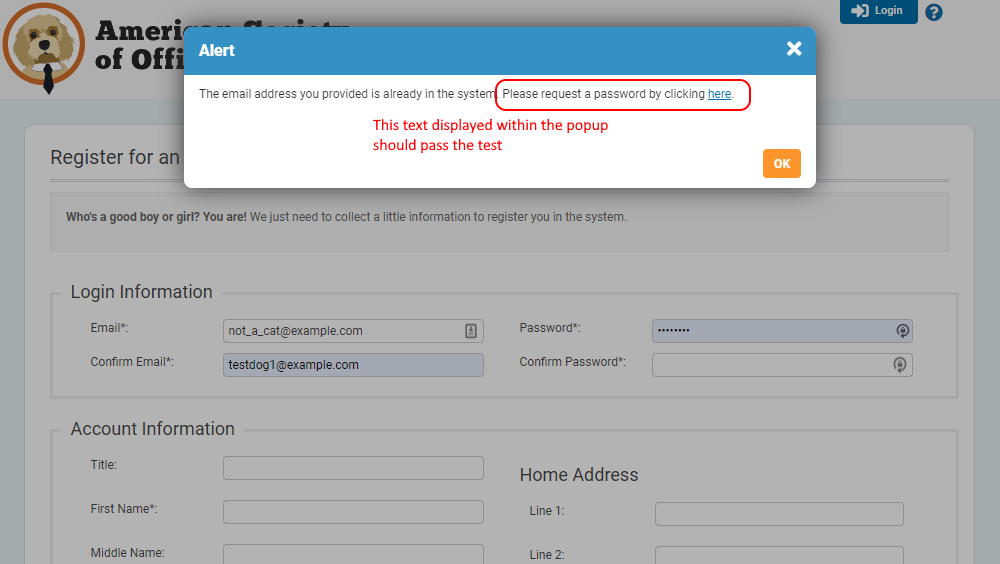 Ameri
of Offi
Login
Alert
The email address you provided is already in the system. Please request a password by clicking here.
This text displayed within the popup
should pass the test
OK
Register for an
Who's a good boy or girl? You are! We just need to collect a little information to register you in the system.
Login Information
Email*:
not_a_cat@example.com
Password*:
Confirm Email*:
testdog1@example.com
Confirm Password*:
Account Information
Title:
Home Address
First Name*:
Line 1:
Middle Name:
Line 2: